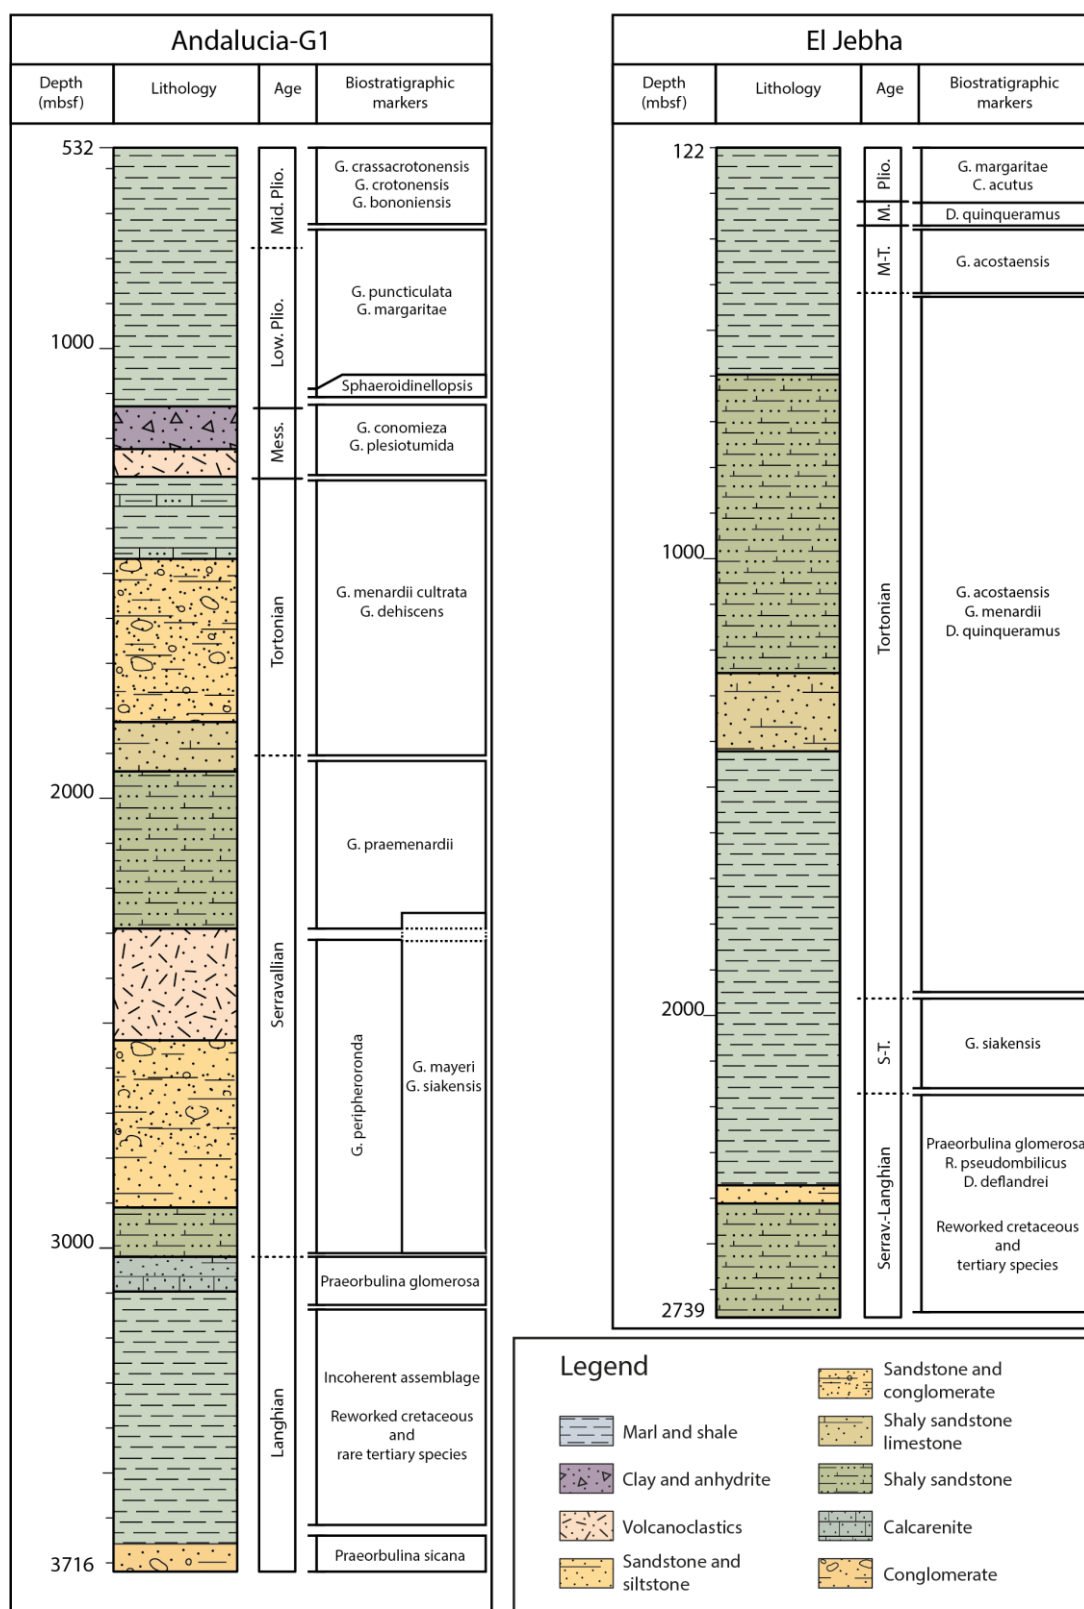 Andalucia-G1
Depth
(mbsf)
Lithology
Age
Biostratigraphic
markers
532
1000
2000
3000
3716
Mid. Plio.
Low. Plio.
Mess.
Tortonian
Serravallian
Langhian
G. crassacrotonensis
G. crotonensis
G. bononiensis
G. puncticulata
G. margaritae
Sphaeroidinellopsis
G. conomieza
G. plesiotumida
G. menardii cultrata
G. dehiscens
G. praemenardii
G. peripheroronda
G. mayeri
G. siakensis
Praeorbulina glomerosa
Incoherent assemblage
Reworked cretaceous
and
rare tertiary species
Praeorbulina sicana
El Jebha
Depth
(mbsf)
Lithology
Age
Biostratigraphic
markers
122
1000
2000
2739
Plio.
M.
M-T.
Tortonian
S-T.
Serrav.-Langhian
G. margaritae
C. acutus
D. quinqueramus
G. acostaensis
G. acostaensis
G. menardii
D. quinqueramus
G. siakensis
Praeorbulina glomerosa
R. pseudombilicus
D. deflandrei
Reworked cretaceous
and
tertiary species
Legend
Marl and shale
Clay and anhydrite
Volcanoclastics
Sandstone and
siltstone
Sandstone and
conglomerate
Shaly sandstone
limestone
Shaly sandstone
Calcarenite
Conglomerate